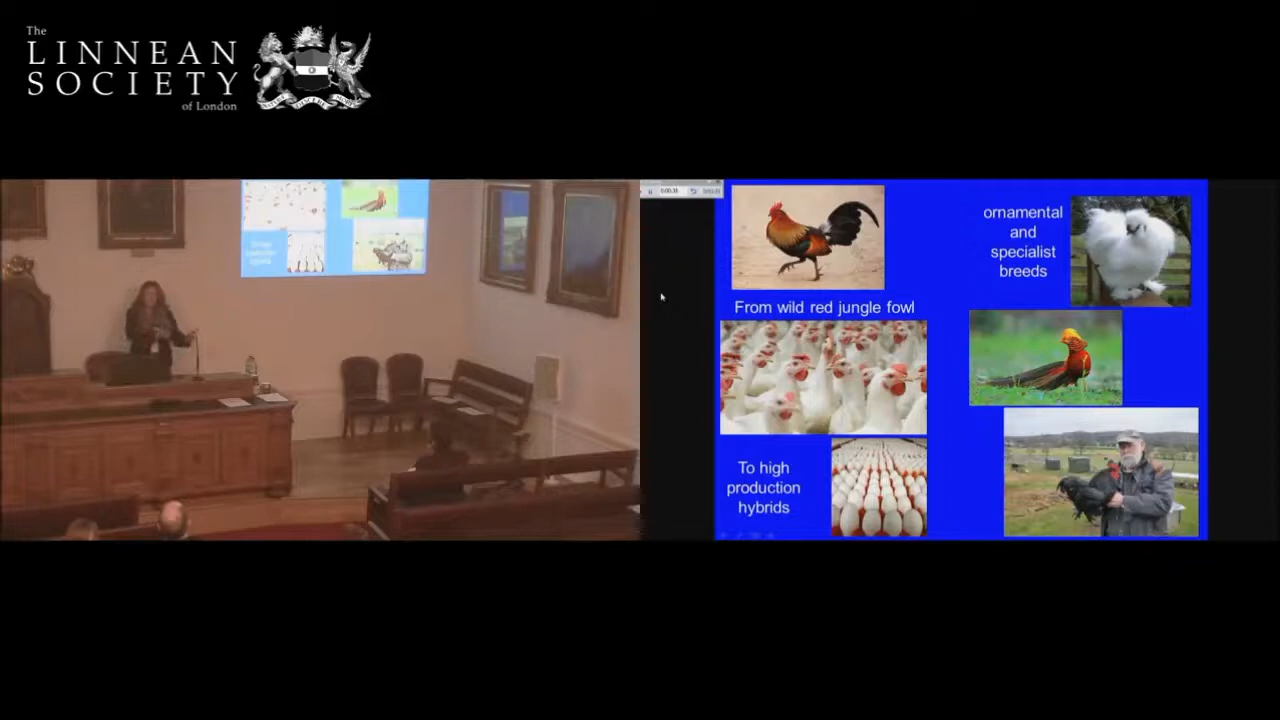 The
LINNEAN
SOCIETY
of London
From wild red jungle fowl
To high
production
hybrids
ornamental
and
specialist
breeds